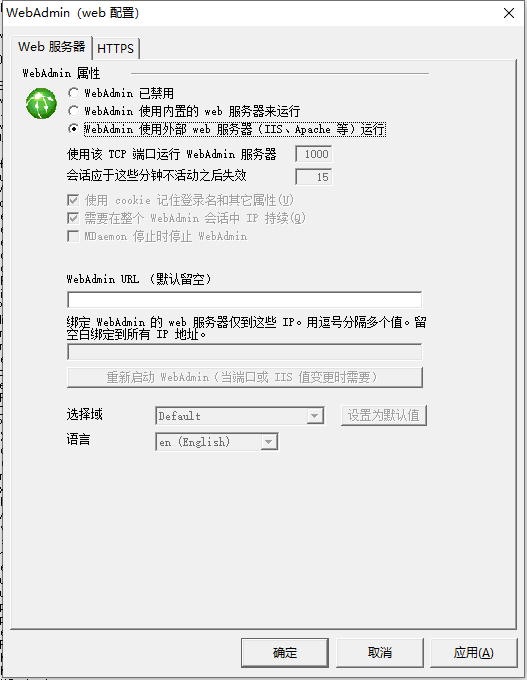 WebAdmin (web 配置)
Web 服务器
HTTPS
WebAdmin 属性
WebAdmin 已禁用
WebAdmin 使用内置的 web 服务器来运行
WebAdmin 使用外部 web 服务器（IIS、Apache 等）运行
使用该 TCP 端口运行 WebAdmin 服务器 1000
会话应于这些分钟不活动之后失效 15
使用 cookie 记住登录名和其它属性(U)
需要在整个 WebAdmin 会话中 IP 持续(Q)
MDaemon 停止时停止 WebAdmin
WebAdmin URL （默认留空）
绑定 WebAdmin 的 web 服务器仅到这些 IP。用逗号分隔多个值。留
空白绑定到所有 IP 地址。
重新启动 WebAdmin（当端口或 IIS 值变更时需要）
选择域 Default 设置为默认值
语言 en (English)
确定 取消 应用(A)